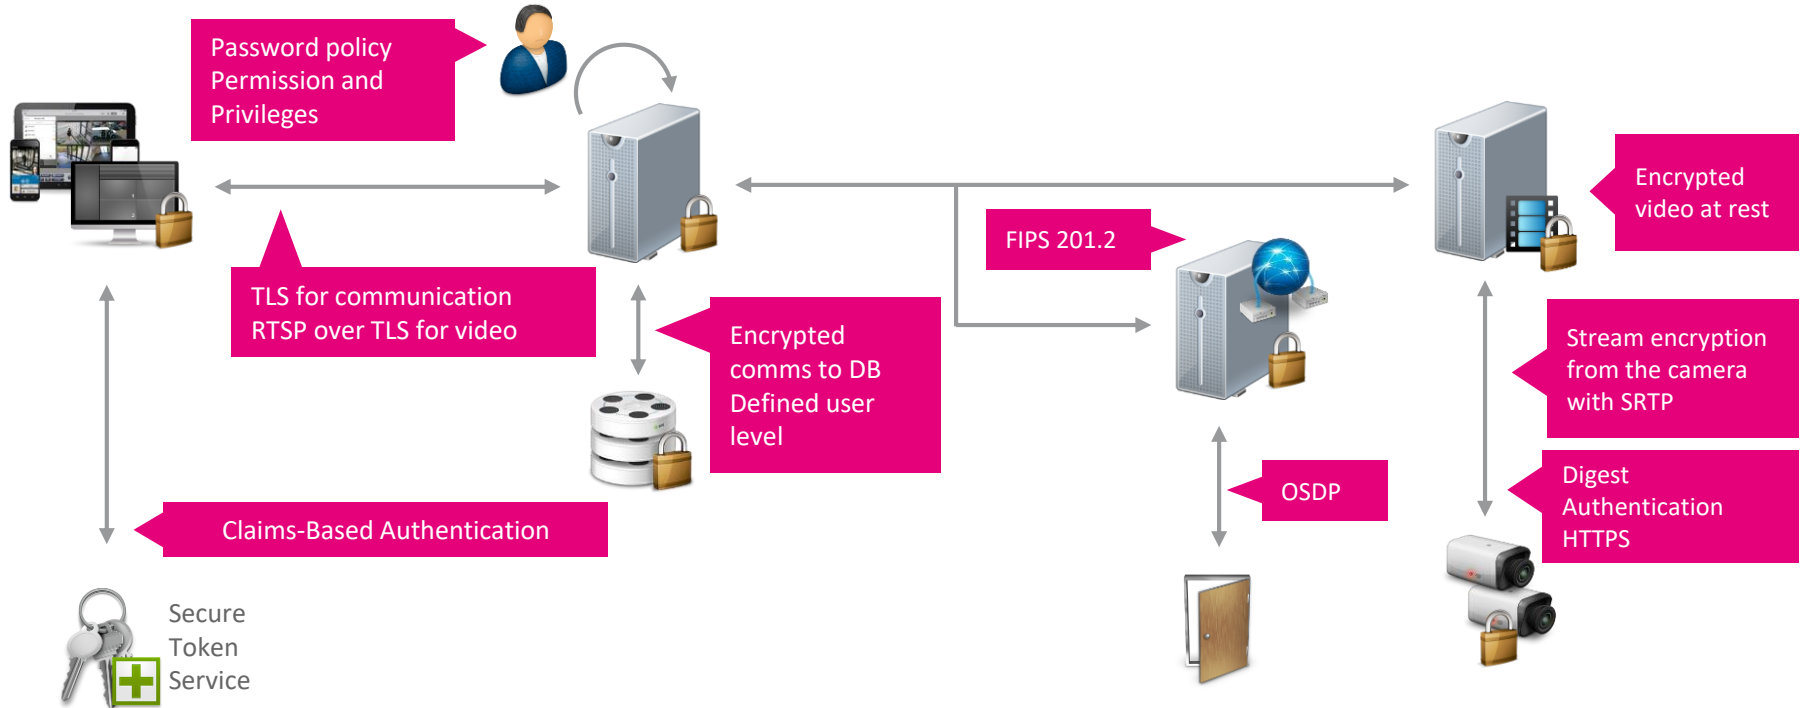 Password policy
Permission and
Privileges
TLS for communication
RTSP over TLS for video
Encrypted
comms to DB
Defined user
level
Claims-Based Authentication
Secure
Token
Service
FIPS 201.2
OSDP
Encrypted
video at rest
Stream encryption
from the camera
with SRTP
Digest
Authentication
HTTPS